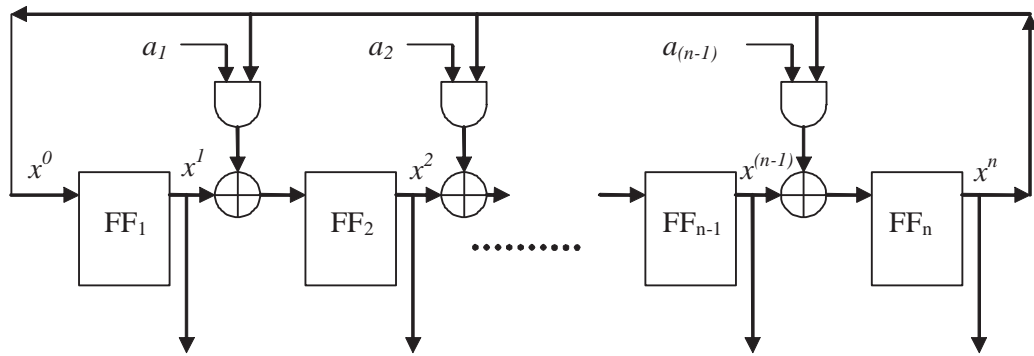 a₁ a₂ a₍ₙ₋₁₎
x⁰ x¹ x² x⁽ⁿ⁻¹⁾ xⁿ
FF₁ FF₂ FFₙ₋₁ FFₙ